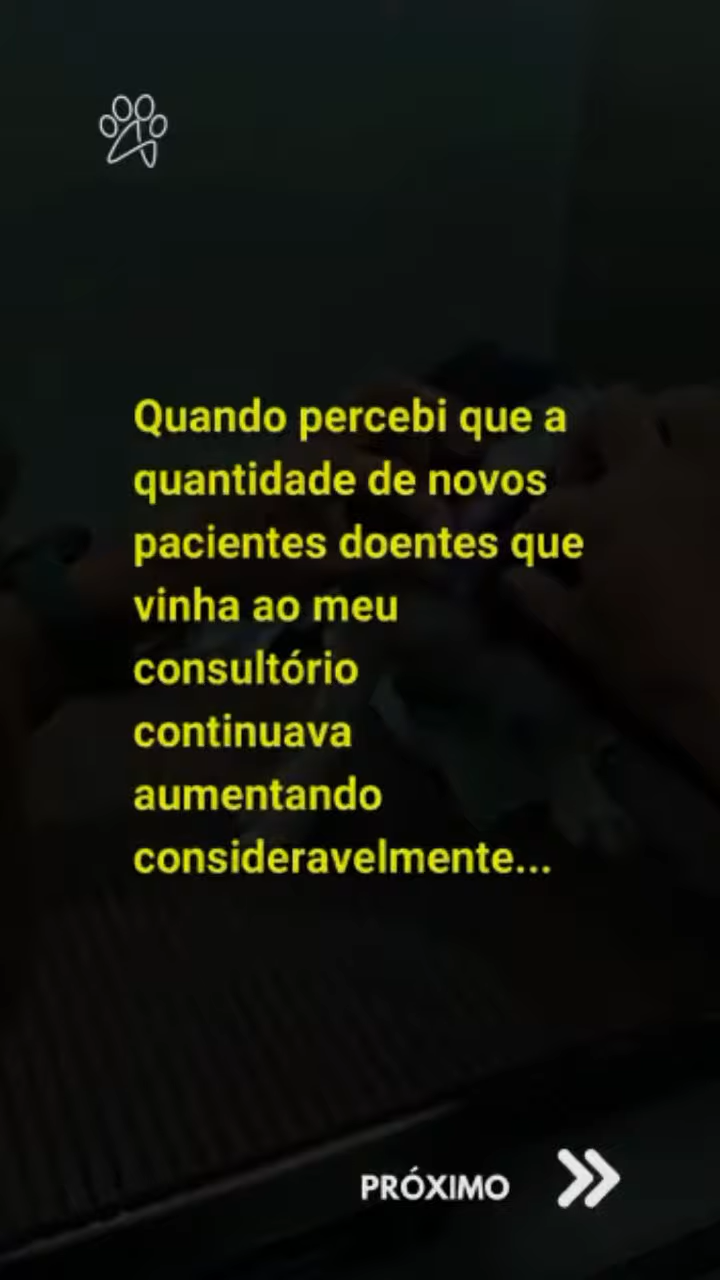 Quando percebi que a
quantidade de novos
pacientes doentes que
vinha ao meu
consultório
continuava
aumentando
consideravelmente...
PRÓXIMO